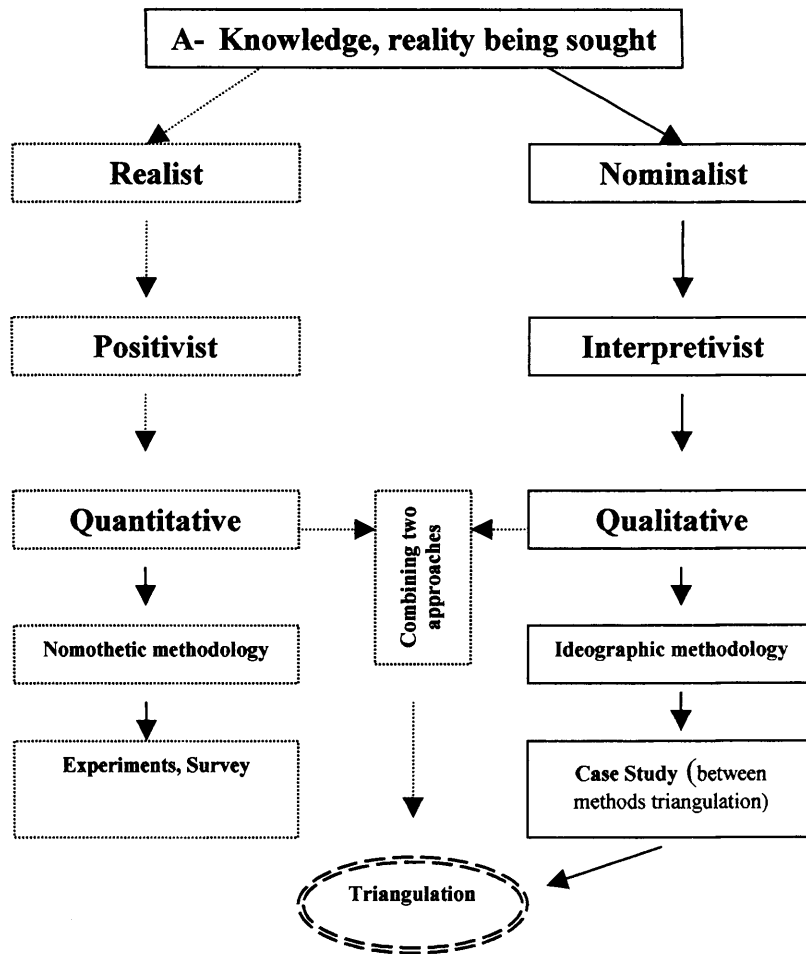 A- Knowledge, reality being sought
Realist
Nominalist
Positivist
Interpretivist
Quantitative
Combining two
approaches
Qualitative
Nomothetic methodology
Ideographic methodology
Experiments, Survey
Case Study (between
methods triangulation)
Triangulation